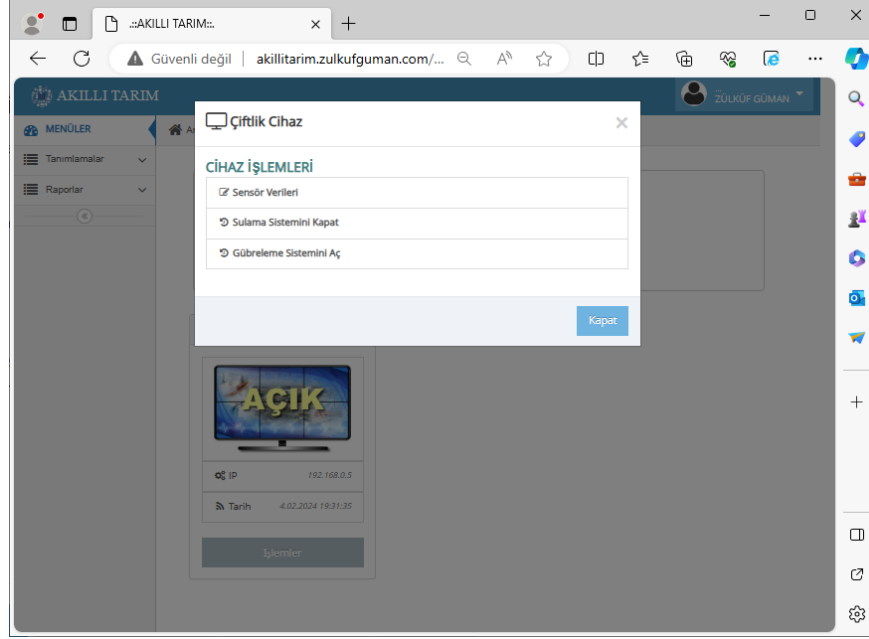 .::AKILLI TARIM::.
Güvenli değil
akillitarim.zulkufguman.com/...
AKILLI TARIM
ZÜLKÜF GÜMAN
MENÜLER
Tanımlamalar
Raporlar
Çiftlik Cihaz
CİHAZ İŞLEMLERİ
Sensör Verileri
Sulama Sistemini Kapat
Gübreleme Sistemini Aç
Kapat
AÇIK
IP 192.168.0.5
Tarih 4.02.2024 19:31:35
İşlemler